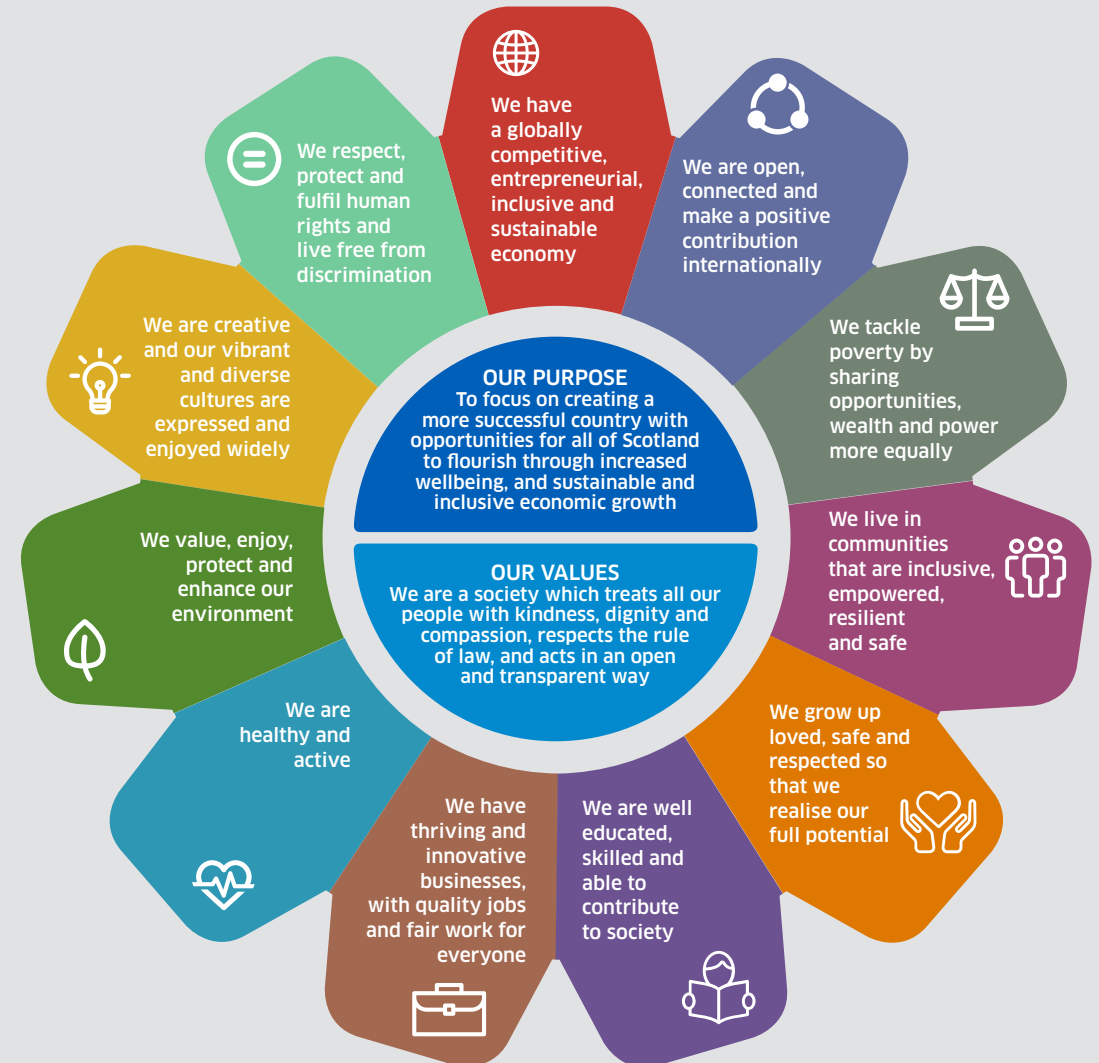 We have
a globally
competitive,
entrepreneurial,
inclusive and
sustainable
economy
We are open,
connected and
make a positive
contribution
internationally
We tackle
poverty by
sharing
opportunities,
wealth and power
more equally
We live in
communities
that are inclusive,
empowered,
resilient
and safe
We grow up
loved, safe and
respected so
that we
realise our
full potential
We are well
educated,
skilled and
able to
contribute
to society
We have
thriving and
innovative
businesses,
with quality jobs
and fair work for
everyone
We are
healthy and
active
We value, enjoy,
protect and
enhance our
environment
We are creative
and our vibrant
and diverse
cultures are
expressed and
enjoyed widely
We respect,
protect and
fulfil human
rights and
live free from
discrimination
OUR PURPOSE
To focus on creating a
more successful country with
opportunities for all of Scotland
to flourish through increased
wellbeing, and sustainable and
inclusive economic growth
OUR VALUES
We are a society which treats all our
people with kindness, dignity and
compassion, respects the rule
of law, and acts in an open
and transparent way